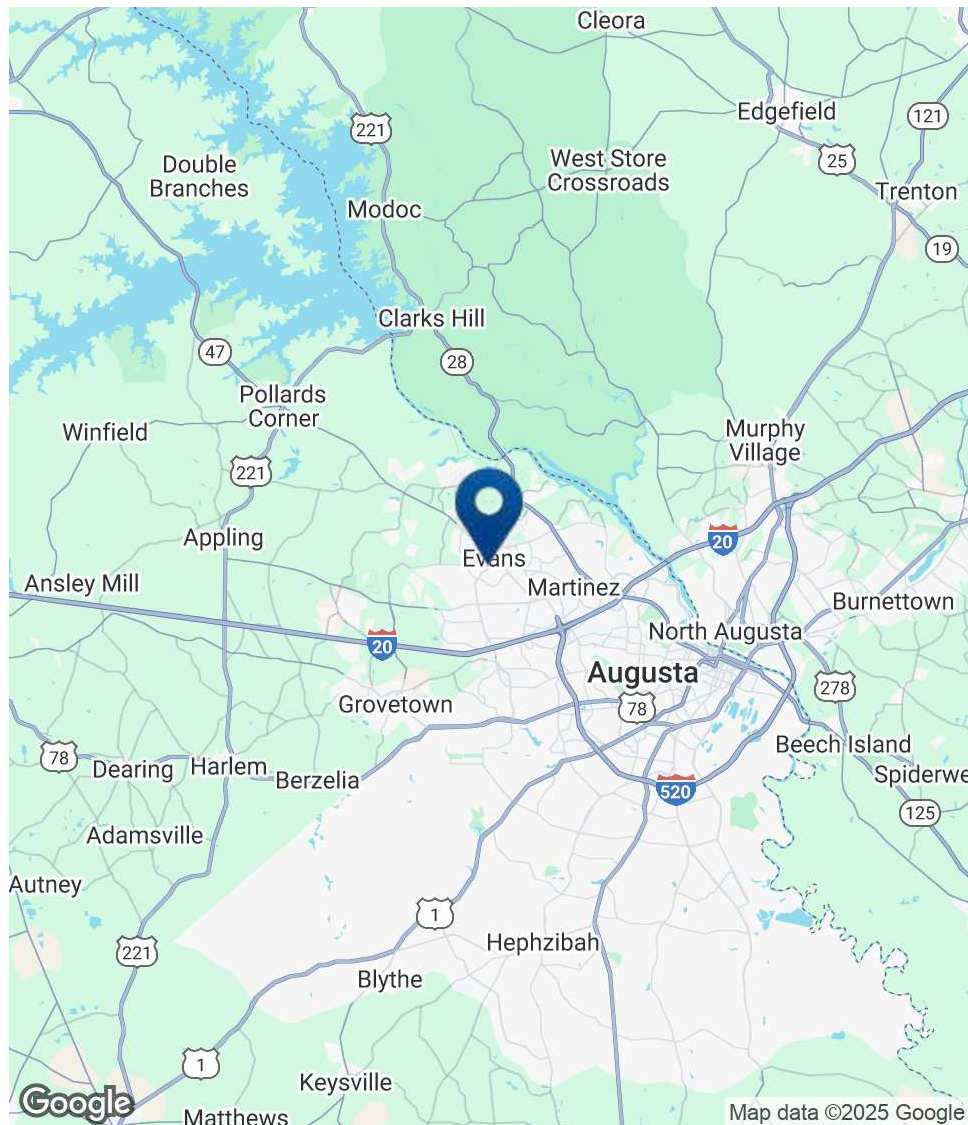 Cleora
Edgefield
121
221
25
Double
Branches
West Store
Crossroads
Trenton
Modoc
19
Clarks Hill
47
28
Pollards
Corner
Winfield
Murphy
Village
221
Appling
20
Evans
Ansley Mill
Martinez
Burnettown
20
North Augusta
Augusta
278
Grovetown
78
78
Beech Island
Dearing
Harlem
Berzelia
Spiderwe
520
125
Adamsville
Autney
1
221
Hephzibah
Blythe
1
Keysville
Google
Matthews
Map data ©2025 Google